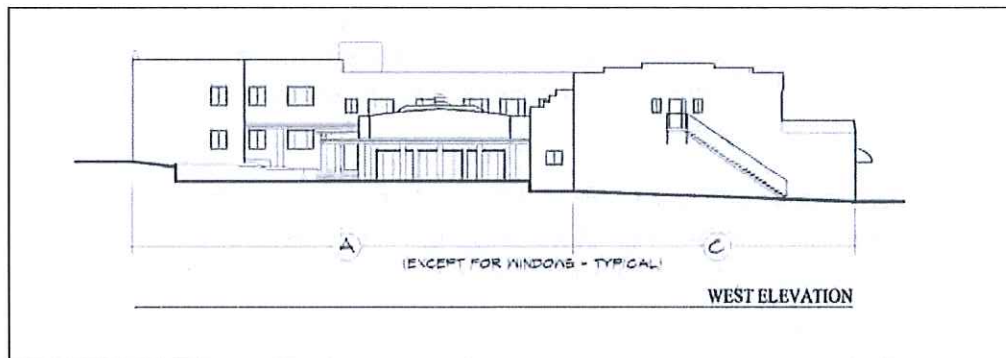 A
C
(EXCEPT FOR WINDOWS - TYPICAL)
WEST ELEVATION